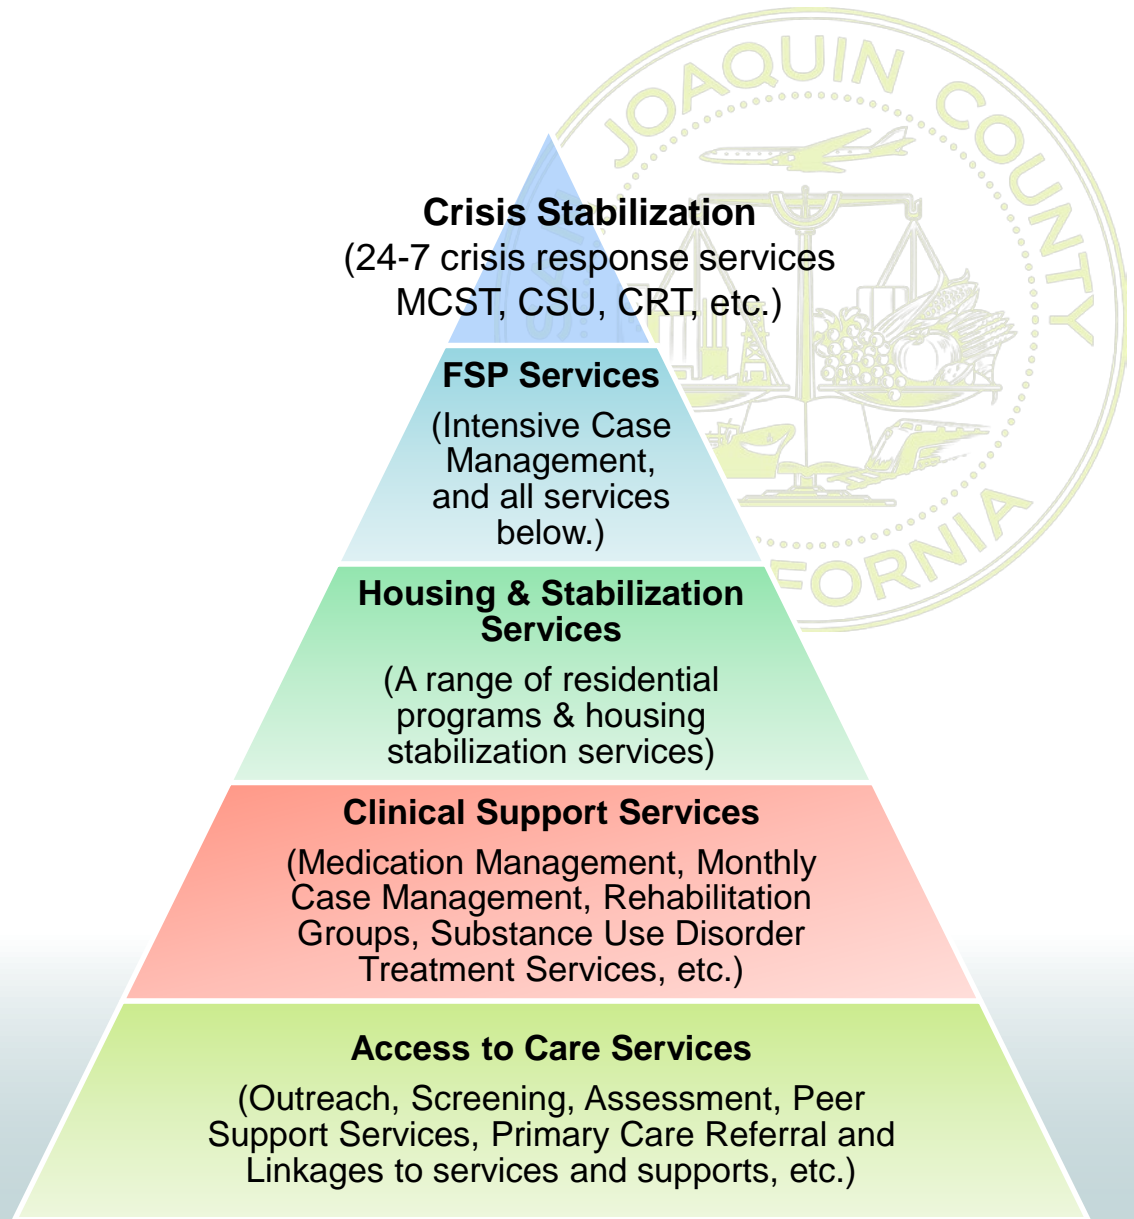 JOAQUIN COUNTY
Crisis Stabilization
(24-7 crisis response services
MCST, CSU, CRT, etc.)
FSP Services
(Intensive Case
Management,
and all services
below.)
Housing & Stabilization
Services
(A range of residential
programs & housing
stabilization services)
Clinical Support Services
(Medication Management, Monthly
Case Management, Rehabilitation
Groups, Substance Use Disorder
Treatment Services, etc.)
Access to Care Services
(Outreach, Screening, Assessment, Peer
Support Services, Primary Care Referral and
Linkages to services and supports, etc.)